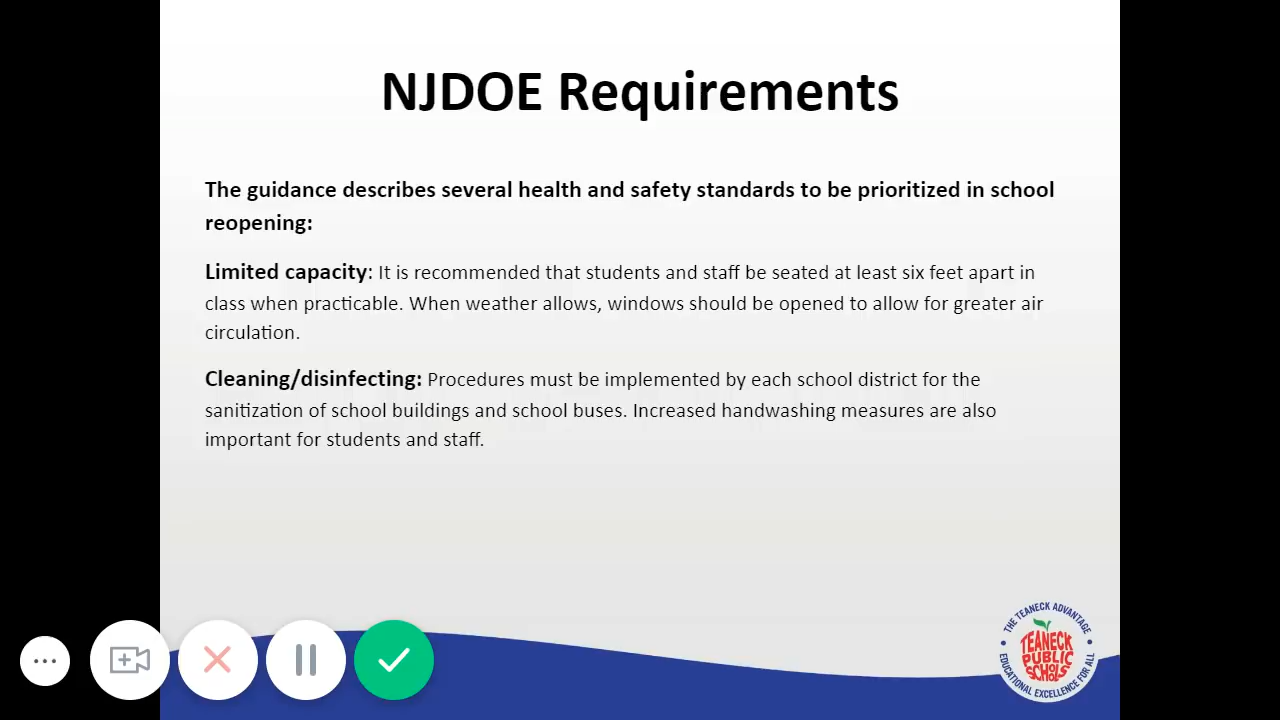 NJDOE Requirements
The guidance describes several health and safety standards to be prioritized in school
reopening:
Limited capacity: It is recommended that students and staff be seated at least six feet apart in
class when practicable. When weather allows, windows should be opened to allow for greater air
circulation.
Cleaning/disinfecting: Procedures must be implemented by each school district for the
sanitization of school buildings and school buses. Increased handwashing measures are also
important for students and staff.
THE TEANECK ADVANTAGE
TEANECK
PUBLIC
SCHOOLS
EDUCATIONAL EXCELLENCE FOR ALL